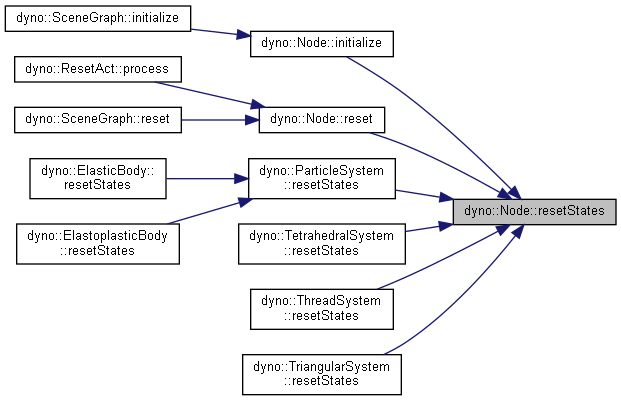 dyno::SceneGraph::initialize
dyno::Node::initialize
dyno::ResetAct::process
dyno::SceneGraph::reset
dyno::Node::reset
dyno::ElasticBody::
resetStates
dyno::ParticleSystem
::resetStates
dyno::Node::resetStates
dyno::ElastoplasticBody
::resetStates
dyno::TetrahedralSystem
::resetStates
dyno::ThreadSystem
::resetStates
dyno::TriangularSystem
::resetStates